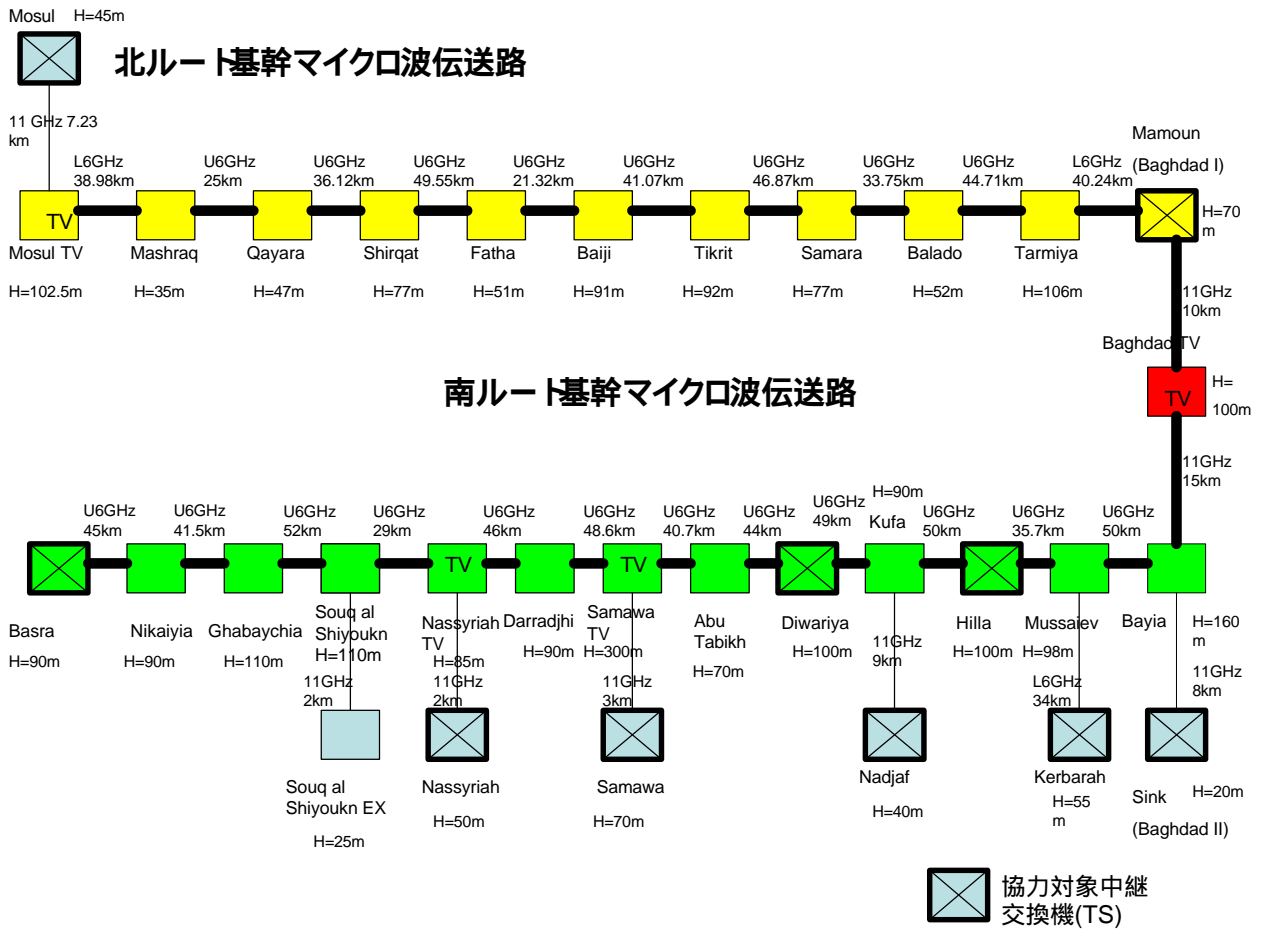 Mosul H=45m
北ルート基幹マイクロ波伝送路
11 GHz 7.23
km
Mamoun
(Baghdad I)
L6GHz
38.98km
U6GHz
25km
U6GHz
36.12km
U6GHz
49.55km
U6GHz
21.32km
U6GHz
41.07km
U6GHz
46.87km
U6GHz
33.75km
U6GHz
44.71km
L6GHz
40.24km
TV
H=70
m
Mosul TV
Mashraq
Qayara
Shirqat
Fatha
Baiji
Tikrit
Samara
Balado
Tarmiya
H=102.5m
H=35m
H=47m
H=77m
H=51m
H=91m
H=92m
H=77m
H=52m
H=106m
11GHz
10km
Baghdad TV
南ルート基幹マイクロ波伝送路
TV
H=
100m
11GHz
15km
U6GHz
45km
U6GHz
41.5km
U6GHz
52km
U6GHz
29km
U6GHz
46km
U6GHz
48.6km
U6GHz
40.7km
U6GHz
44km
U6GHz
49km
H=90m
Kufa
U6GHz
50km
U6GHz
35.7km
U6GHz
50km
TV
TV
Basra
H=90m
Nikaiyia
H=90m
Ghabaychia
H=110m
Souq al
Shiyoukn
H=110m
Nassyriah
TV
H=85m
Darradjhi
H=90m
Samawa
TV
H=300m
Abu
Tabikh
H=70m
Diwariya
H=100m
Hilla
H=100m
Mussaiev
H=98m
Bayia
H=160
m
11GHz
2km
11GHz
2km
11GHz
3km
11GHz
9km
L6GHz
34km
11GHz
8km
Souq al
Shiyoukn EX
H=25m
Nassyriah
H=50m
Samawa
H=70m
Nadjaf
H=40m
Kerbarah
H=55
m
Sink
(Baghdad II)
H=20m
協力対象中継
交換機(TS)